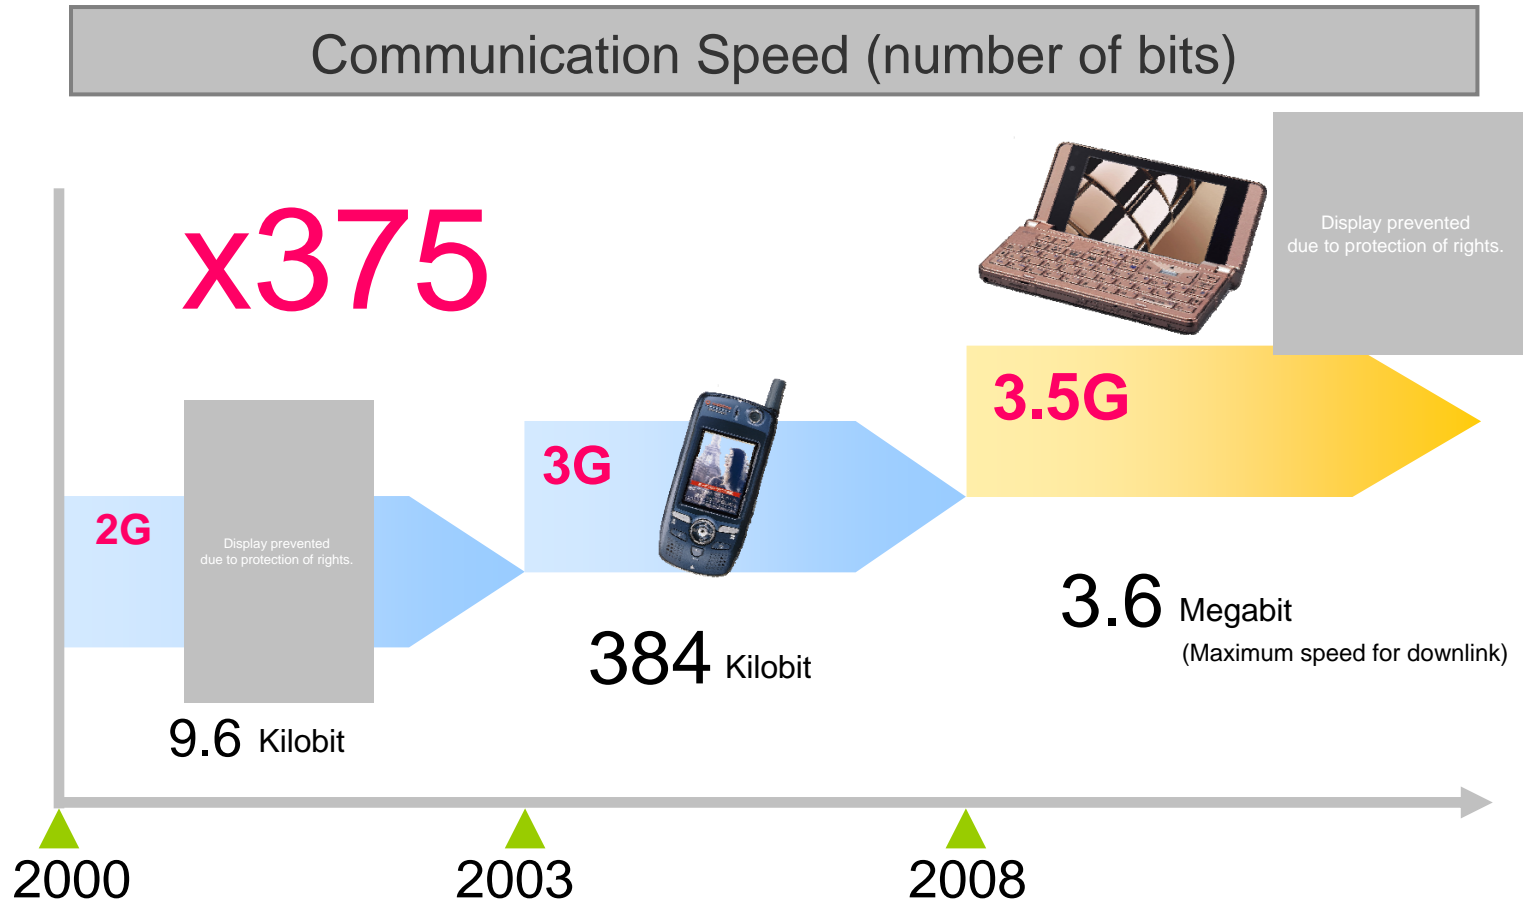 Communication Speed (number of bits)
x375
Display prevented
due to protection of rights.
3.5G
3G
2G
Display prevented
due to protection of rights.
3.6 Megabit
(Maximum speed for downlink)
384 Kilobit
9.6 Kilobit
2000
2003
2008